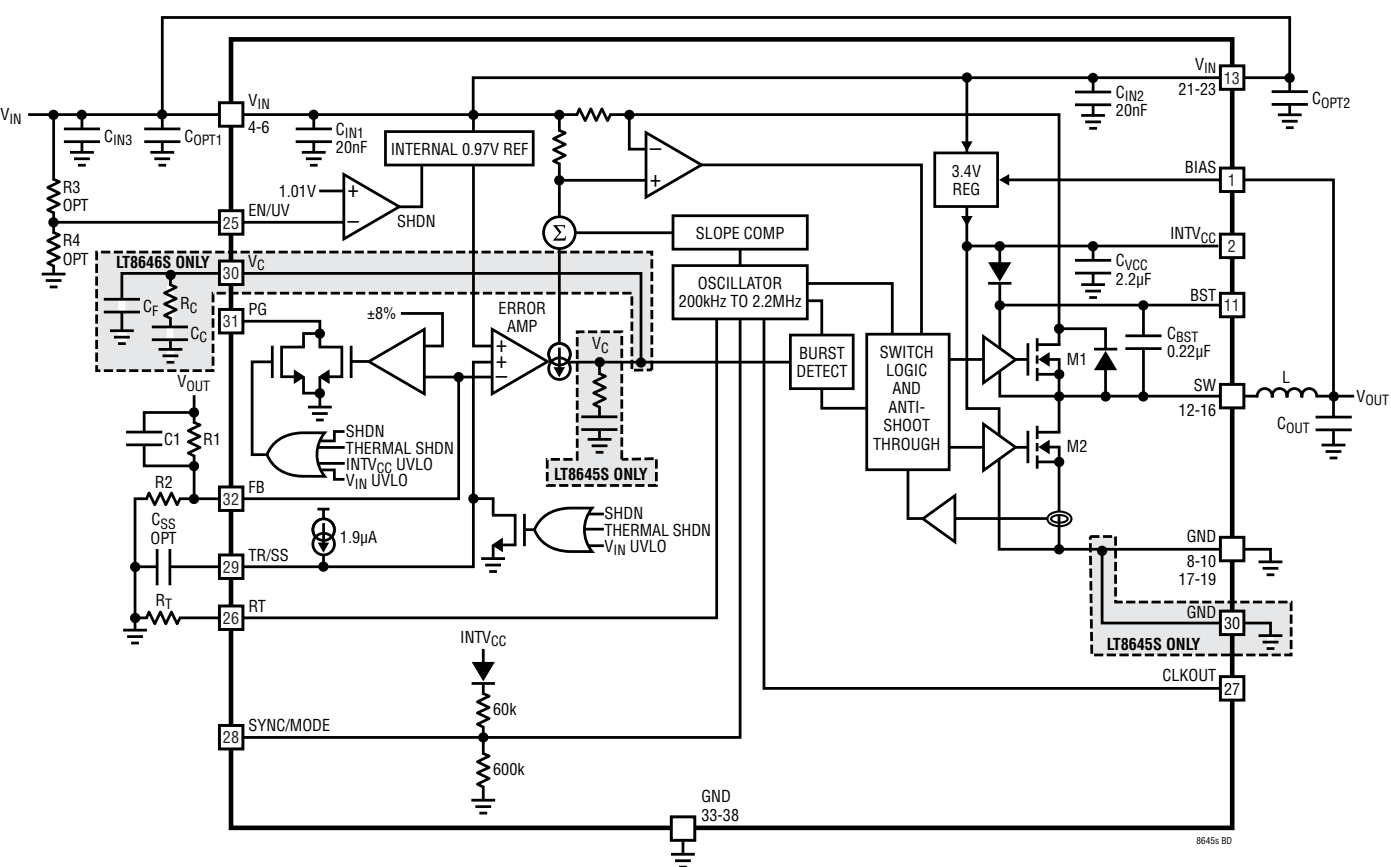 VIN
VIN
4-6
CIN3
COPT1
CIN1
20nF
INTERNAL 0.97V REF
R3
OPT
R4
OPT
1.01V
+
−
SHDN
EN/UV
25
−
+
Σ
SLOPE COMP
OSCILLATOR
200kHz TO 2.2MHz
VIN
21-23
13
CIN2
20nF
COPT2
3.4V
REG
BIAS
1
INTVCC
2
CVCC
2.2µF
BST
11
CBST
0.22µF
LT8646S ONLY
VC
30
CF
RC
CC
PG
31
±8%
ERROR
AMP
+
+
−
VC
LT8645S ONLY
BURST
DETECT
SWITCH
LOGIC
AND
ANTI-
SHOOT
THROUGH
M1
M2
SW
12-16
L
VOUT
COUT
VOUT
C1
R1
R2
SHDN
THERMAL SHDN
INTVCC UVLO
VIN UVLO
FB
32
CSS
OPT
1.9µA
TR/SS
29
SHDN
THERMAL SHDN
VIN UVLO
RT
RT
26
GND
8-10
17-19
GND
30
LT8645S ONLY
CLKOUT
27
INTVCC
60k
SYNC/MODE
28
600k
GND
33-38
8645s BD